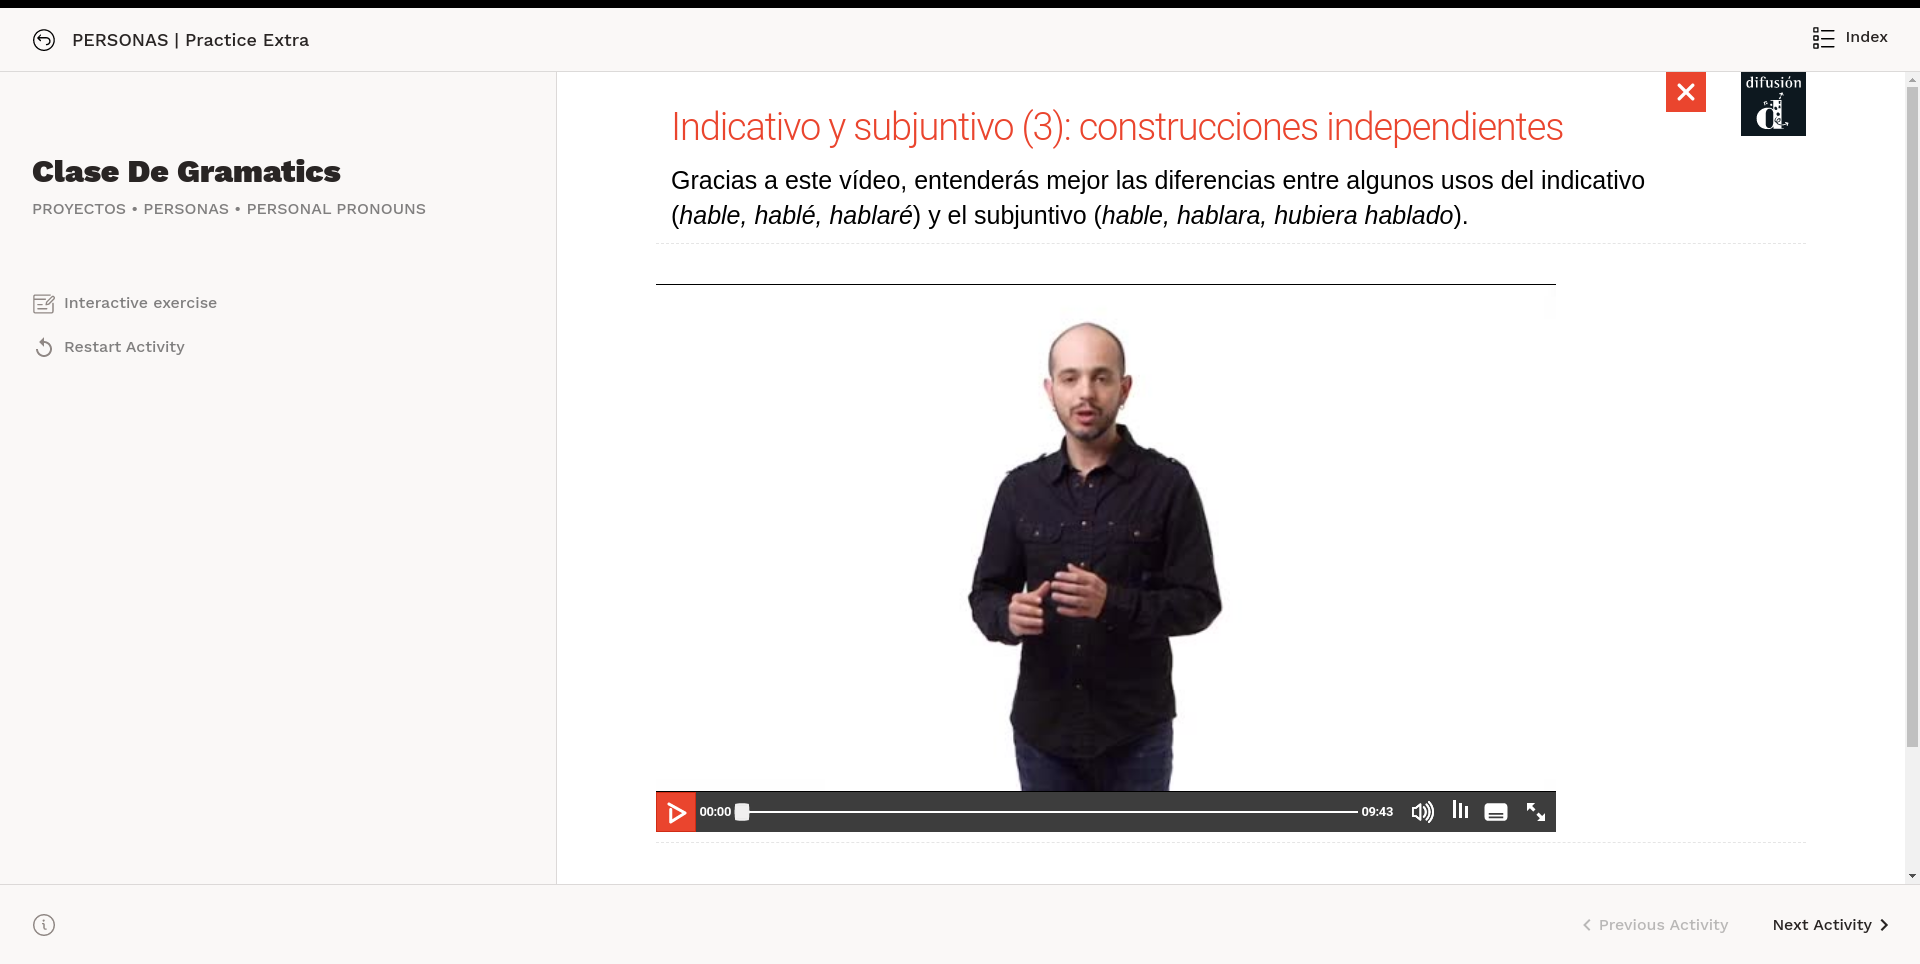 PERSONAS | Practice Extra
Index
Clase De Gramatics
PROYECTOS • PERSONAS • PERSONAL PRONOUNS
Interactive exercise
Restart Activity
difusión
d
Indicativo y subjuntivo (3): construcciones independientes
Gracias a este vídeo, entenderás mejor las diferencias entre algunos usos del indicativo
(hable, hablé, hablaré) y el subjuntivo (hable, hablara, hubiera hablado).
00:00
09:43
Previous Activity
Next Activity